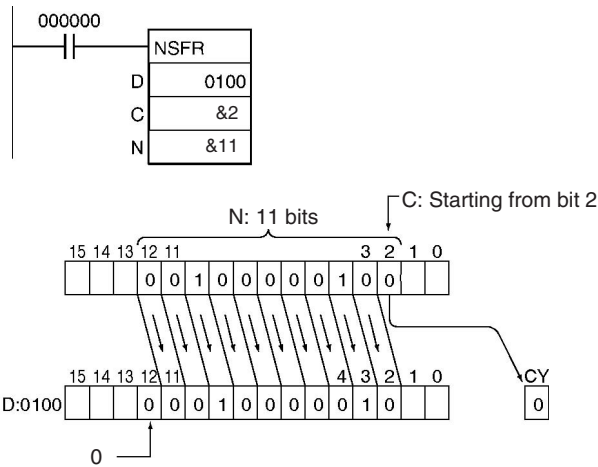 000000
NSFR
D 0100
C &2
N &11
C: Starting from bit 2
N: 11 bits
15 14 13 12 11 3 2 1 0
0 0 1 0 0 0 0 0 1 0 0
15 14 13 12 11 4 3 2 1 0 CY
D:0100 0 0 0 1 0 0 0 0 0 1 0 0
0